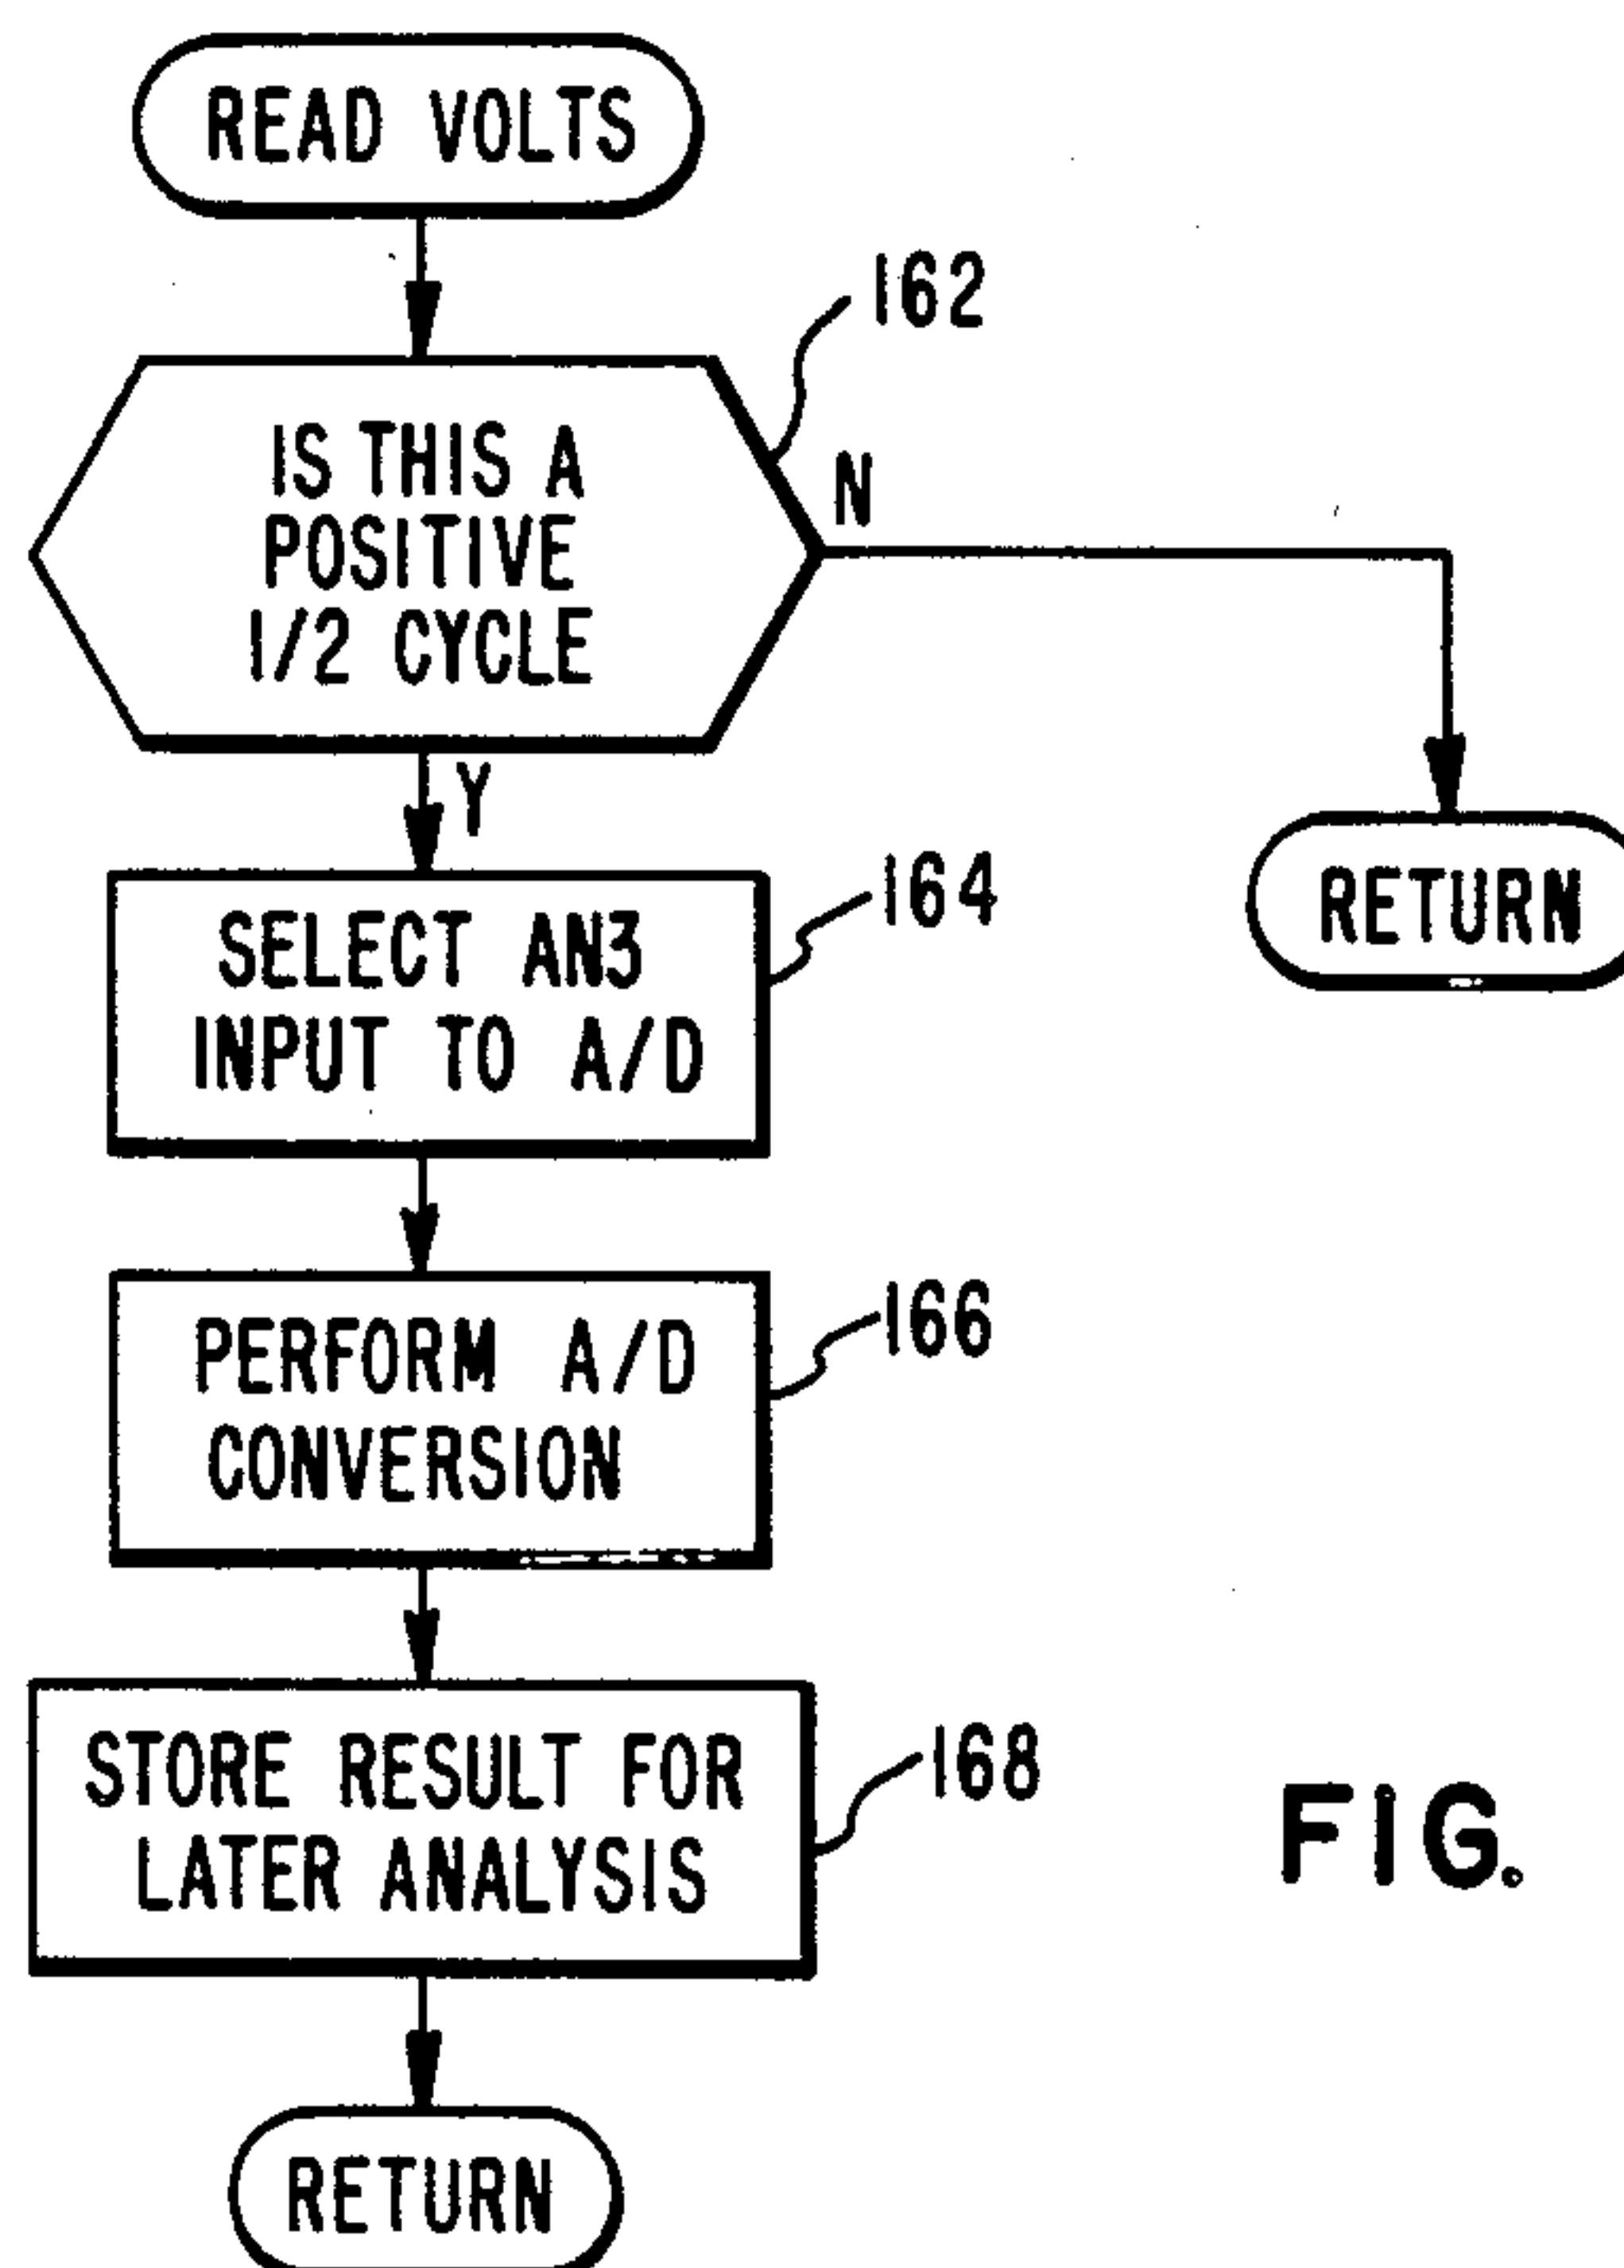 READ VOLTS
162
IS THIS A
POSITIVE
1/2 CYCLE
N
Y
SELECT AN3
INPUT TO A/D
164
RETURN
PERFORM A/D
CONVERSION
166
STORE RESULT FOR
LATER ANALYSIS
168
FIG.
RETURN